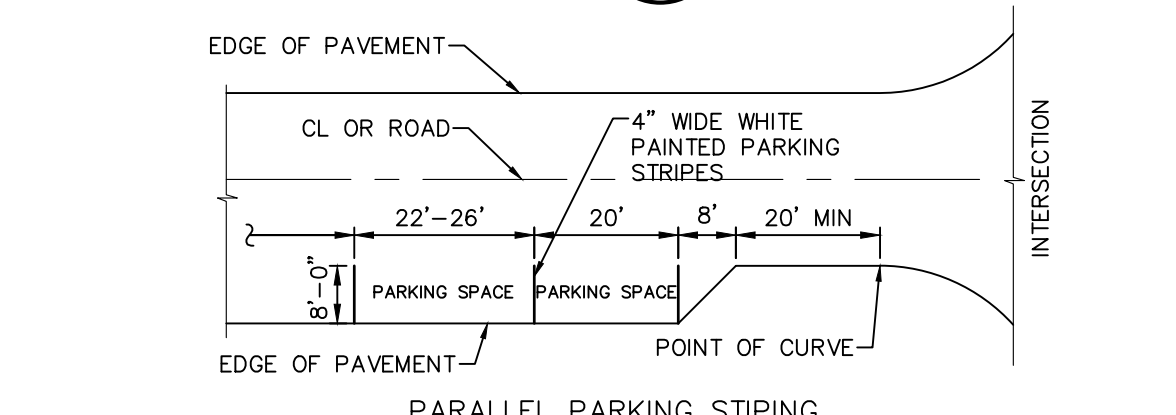 EDGE OF PAVEMENT
CL OR ROAD
4" WIDE WHITE
PAINTED PARKING
STRIPES
INTERSECTION
22'-26'
20'
8'
20' MIN
8'-0"
PARKING SPACE
PARKING SPACE
EDGE OF PAVEMENT
POINT OF CURVE
PARALLEL PARKING STIPING